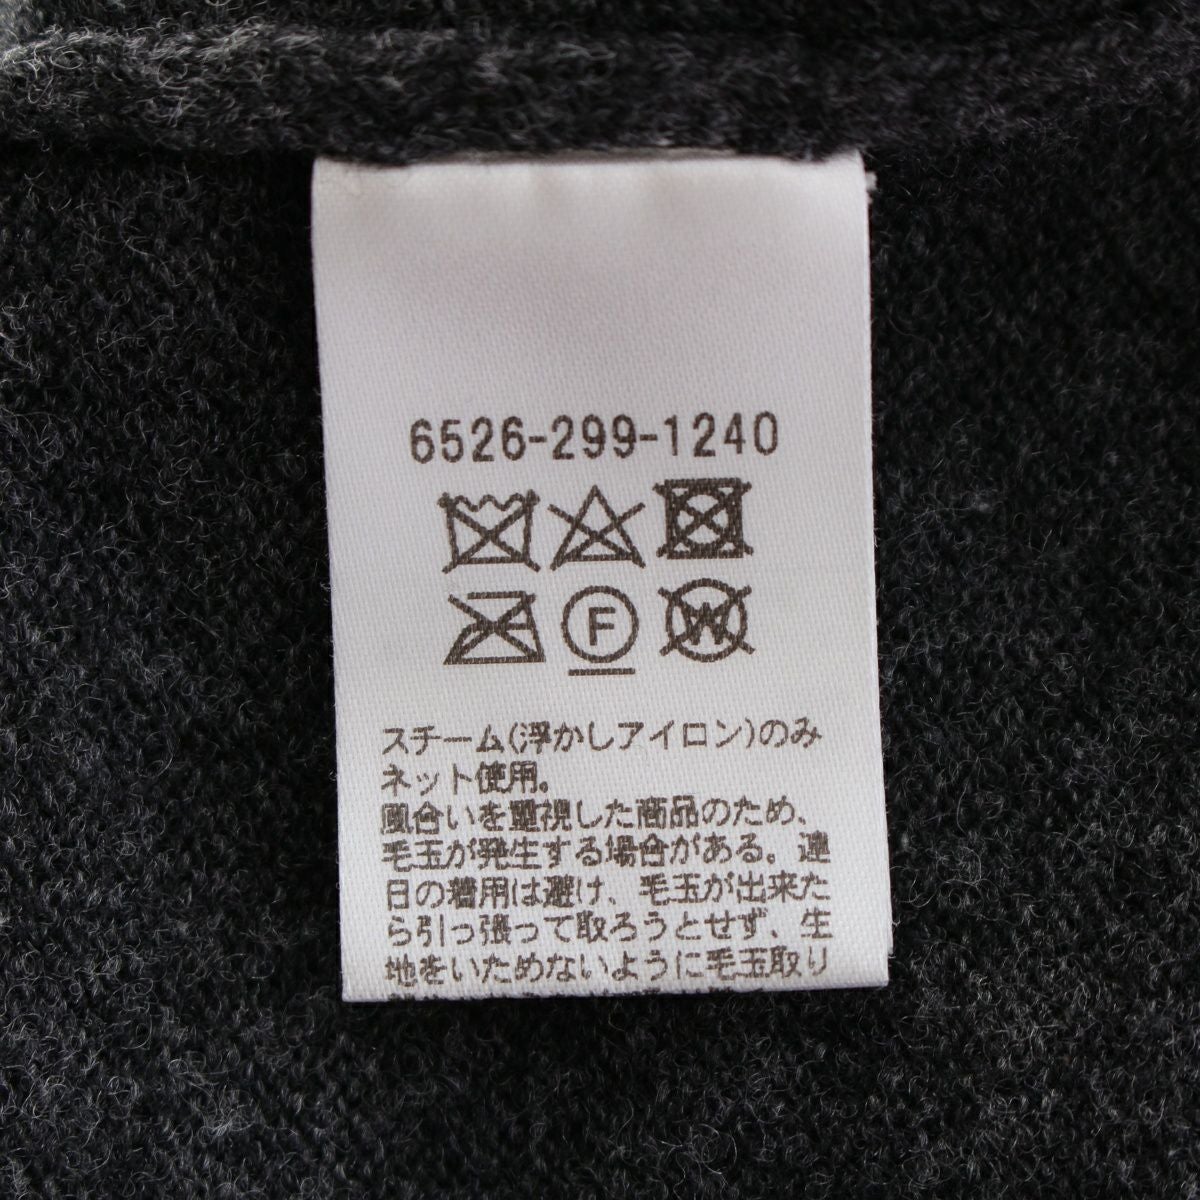 6526-299-1240
F
W
スチーム(浮かしアイロン)のみ
ネット使用。
風合いを重視した商品のため、
毛玉が発生する場合がある。連
日の着用は避け、毛玉が出来た
ら引っ張って取ろうとせず、生
地をいためないように毛玉取り